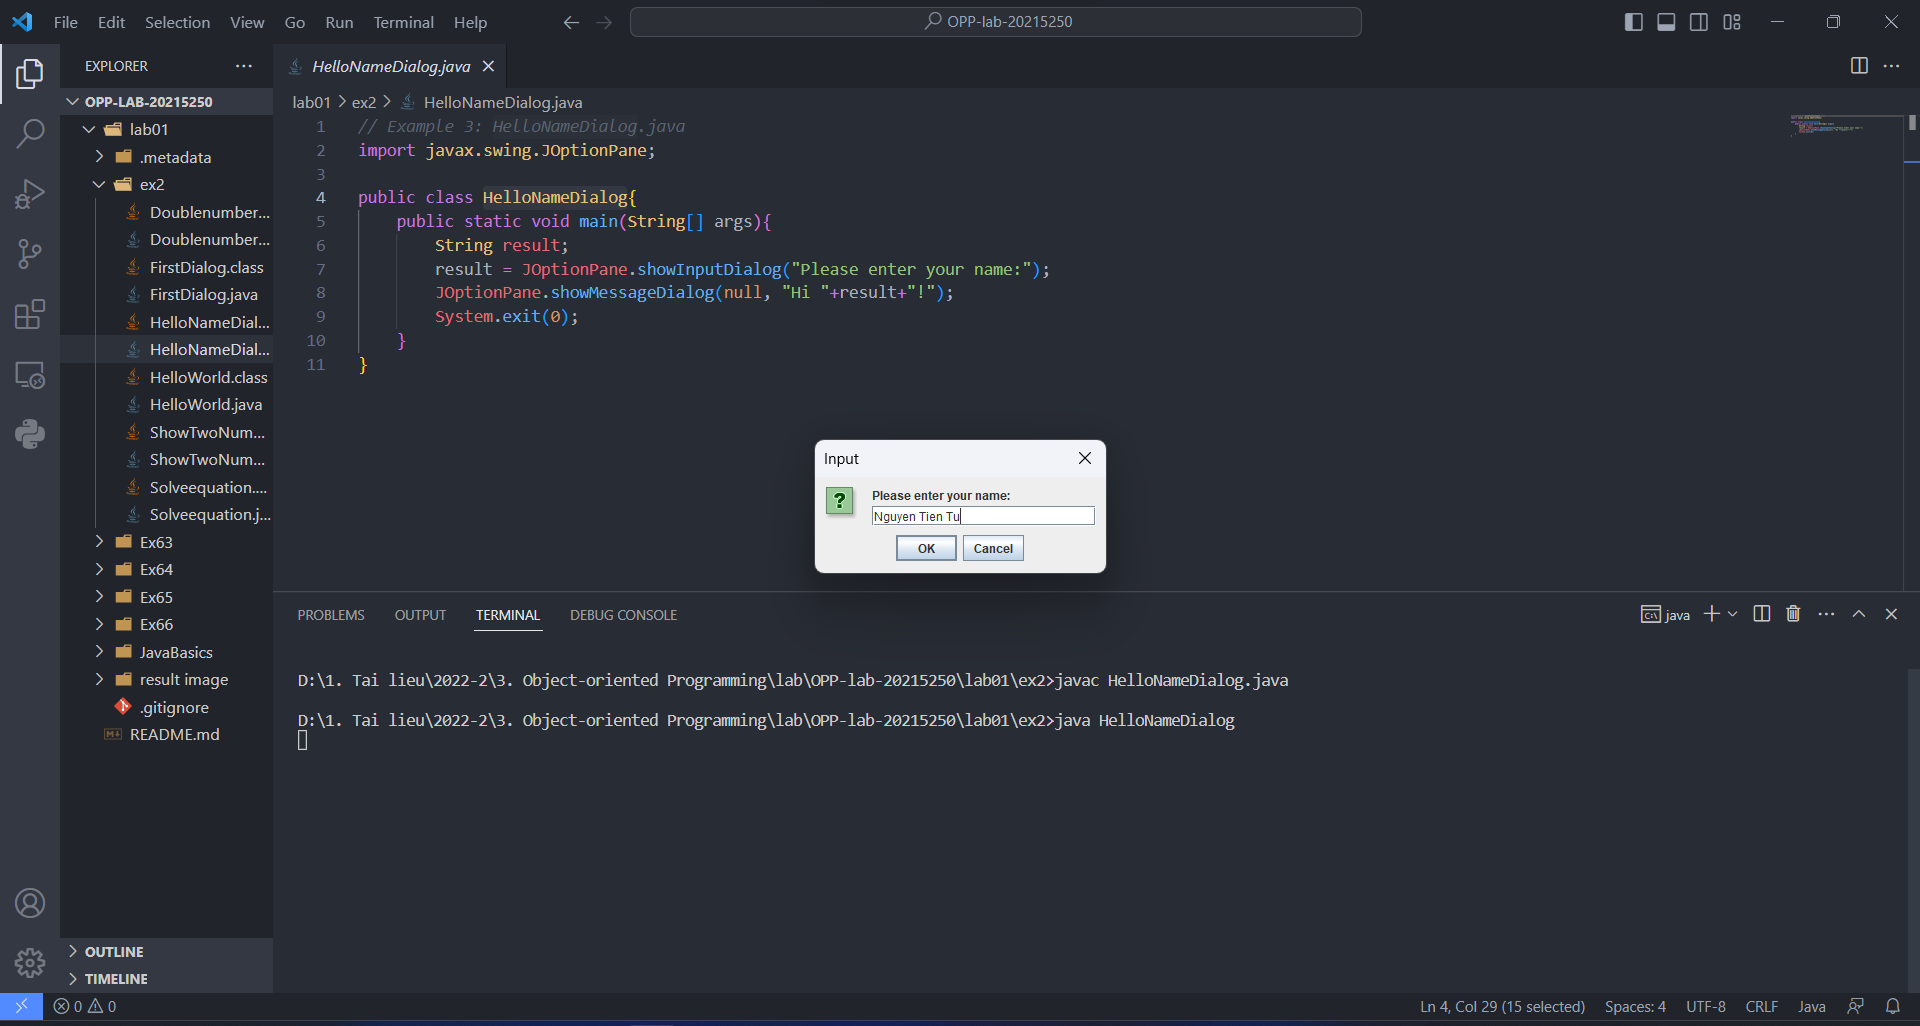 File Edit Selection View Go Run Terminal Help
OPP-lab-20215250
EXPLORER
OPP-LAB-20215250
lab01
.metadata
ex2
Doublenumber...
Doublenumber...
FirstDialog.class
FirstDialog.java
HelloNameDial...
HelloNameDial...
HelloWorld.class
HelloWorld.java
ShowTwoNum...
ShowTwoNum...
Solveequation....
Solveequation.j...
Ex63
Ex64
Ex65
Ex66
JavaBasics
result image
.gitignore
README.md
OUTLINE
TIMELINE
HelloNameDialog.java
lab01 > ex2 > HelloNameDialog.java
1 // Example 3: HelloNameDialog.java
2 import javax.swing.JOptionPane;
3
4 public class HelloNameDialog{
5 public static void main(String[] args){
6 String result;
7 result = JOptionPane.showInputDialog("Please enter your name:");
8 JOptionPane.showMessageDialog(null, "Hi "+result+"!");
9 System.exit(0);
10 }
11 }
Input
Please enter your name:
Nguyen Tien Tu
OK Cancel
PROBLEMS OUTPUT TERMINAL DEBUG CONSOLE
java
D:\1. Tai lieu\2022-2\3. Object-oriented Programming\lab\OPP-lab-20215250\lab01\ex2>javac HelloNameDialog.java
D:\1. Tai lieu\2022-2\3. Object-oriented Programming\lab\OPP-lab-20215250\lab01\ex2>java HelloNameDialog
0 0
Ln 4, Col 29 (15 selected) Spaces: 4 UTF-8 CRLF Java